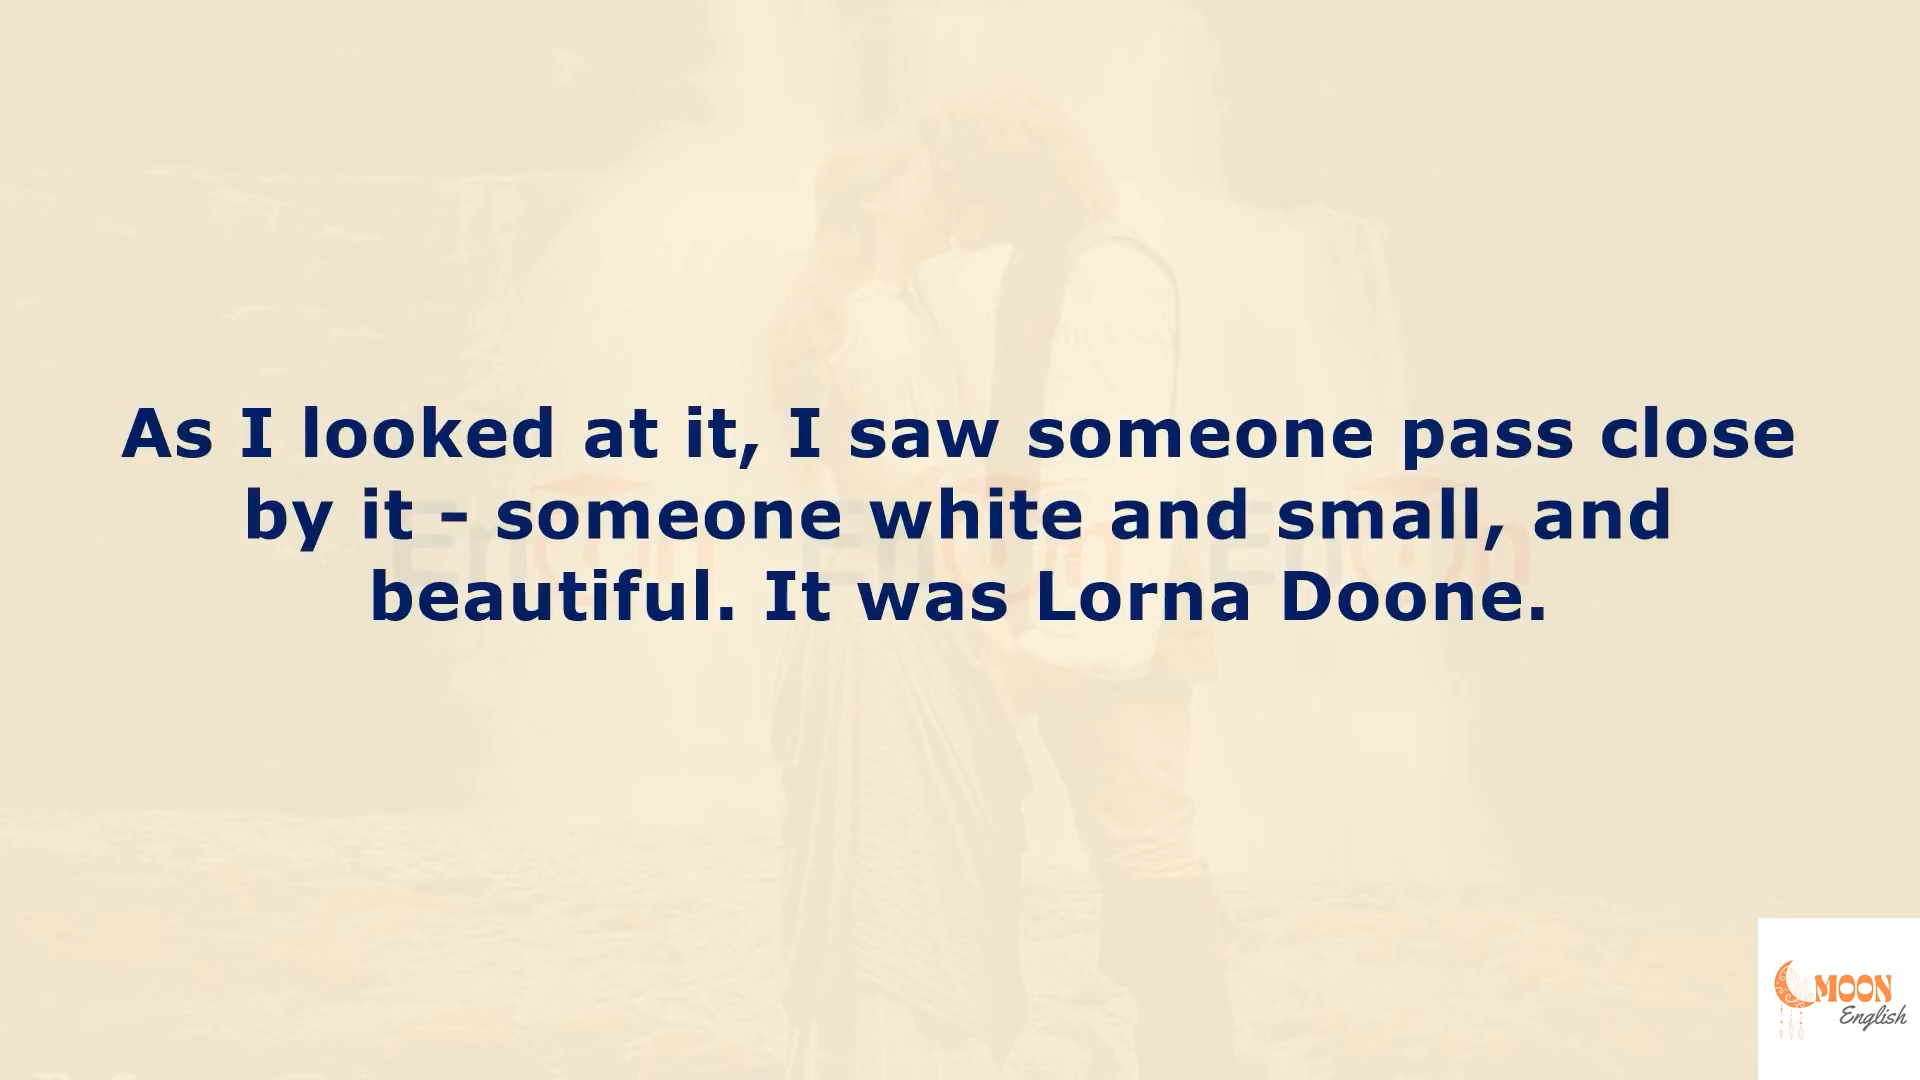 As I looked at it, I saw someone pass close
by it - someone white and small, and
beautiful. It was Lorna Doone.
MOON
English